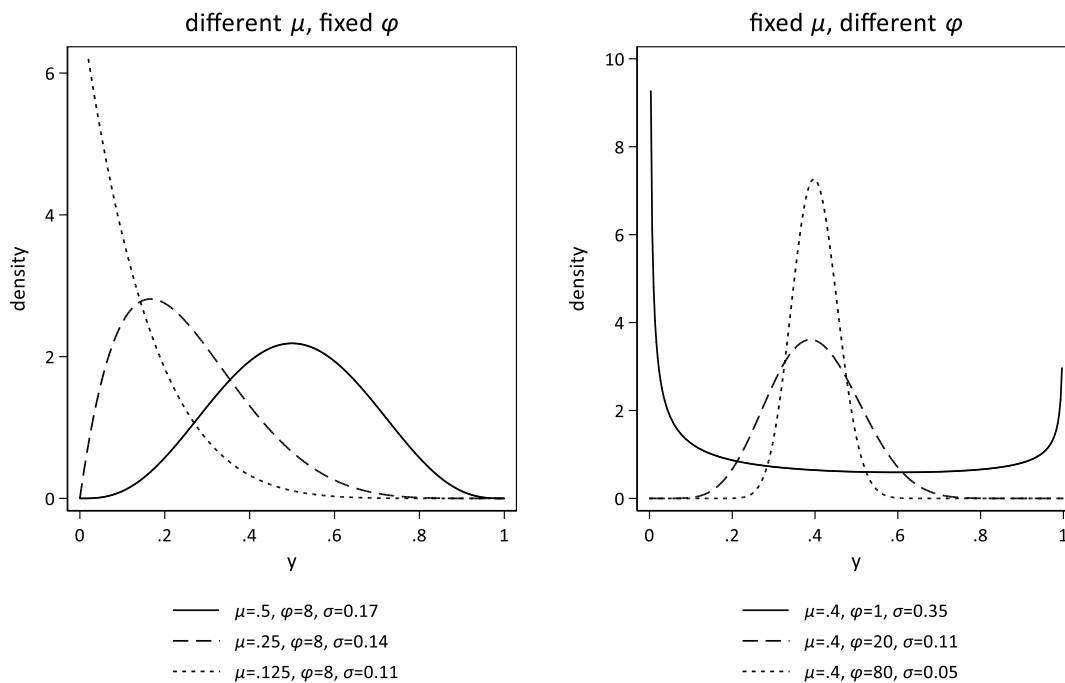 different μ, fixed φ
density
6
4
2
0
0 .2 .4 .6 .8 1
y
μ=.5, φ=8, σ=0.17
μ=.25, φ=8, σ=0.14
μ=.125, φ=8, σ=0.11
fixed μ, different φ
density
10
8
6
4
2
0
0 .2 .4 .6 .8 1
y
μ=.4, φ=1, σ=0.35
μ=.4, φ=20, σ=0.11
μ=.4, φ=80, σ=0.05